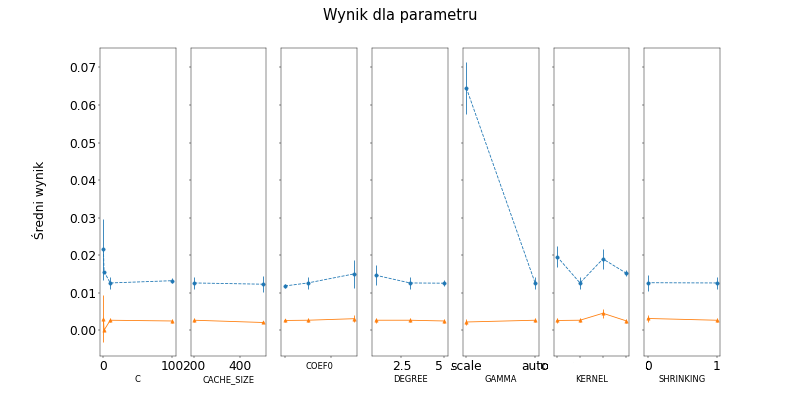 Wynik dla parametru
Średni wynik
0.07
0.06
0.05
0.04
0.03
0.02
0.01
0.00
0 100 200 400 2.5 5 scale auto 0 1
C CACHE_SIZE COEF0 DEGREE GAMMA KERNEL SHRINKING